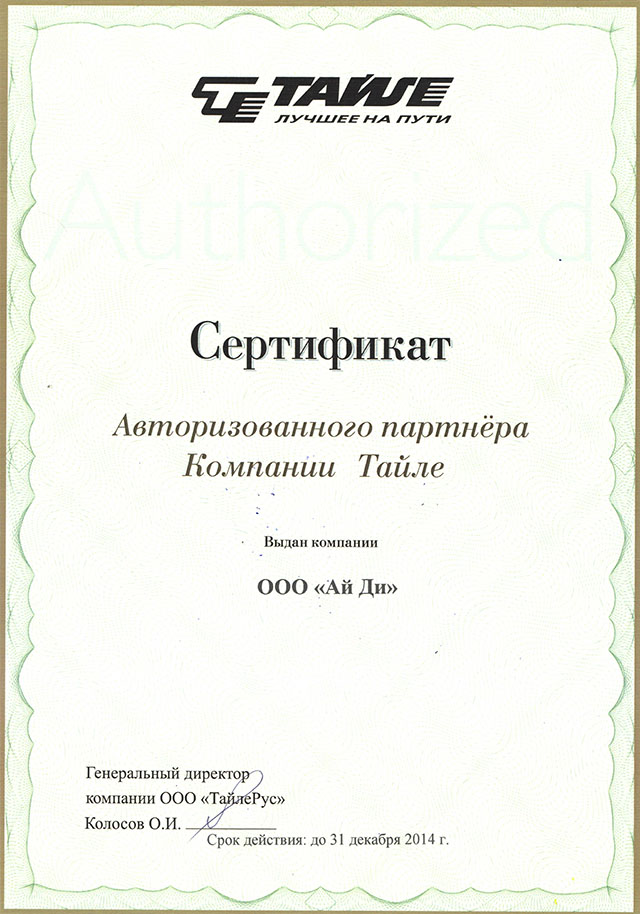 ТАЙЛЕ
ЛУЧШЕЕ НА ПУТИ
Authorized
Сертификат
Авторизованного партнёра
Компании Тайле
Выдан компании
ООО «Ай Ди»
Генеральный директор
компании ООО «ТайлеРус»
Колосов О.И.
Срок действия: до 31 декабря 2014 г.